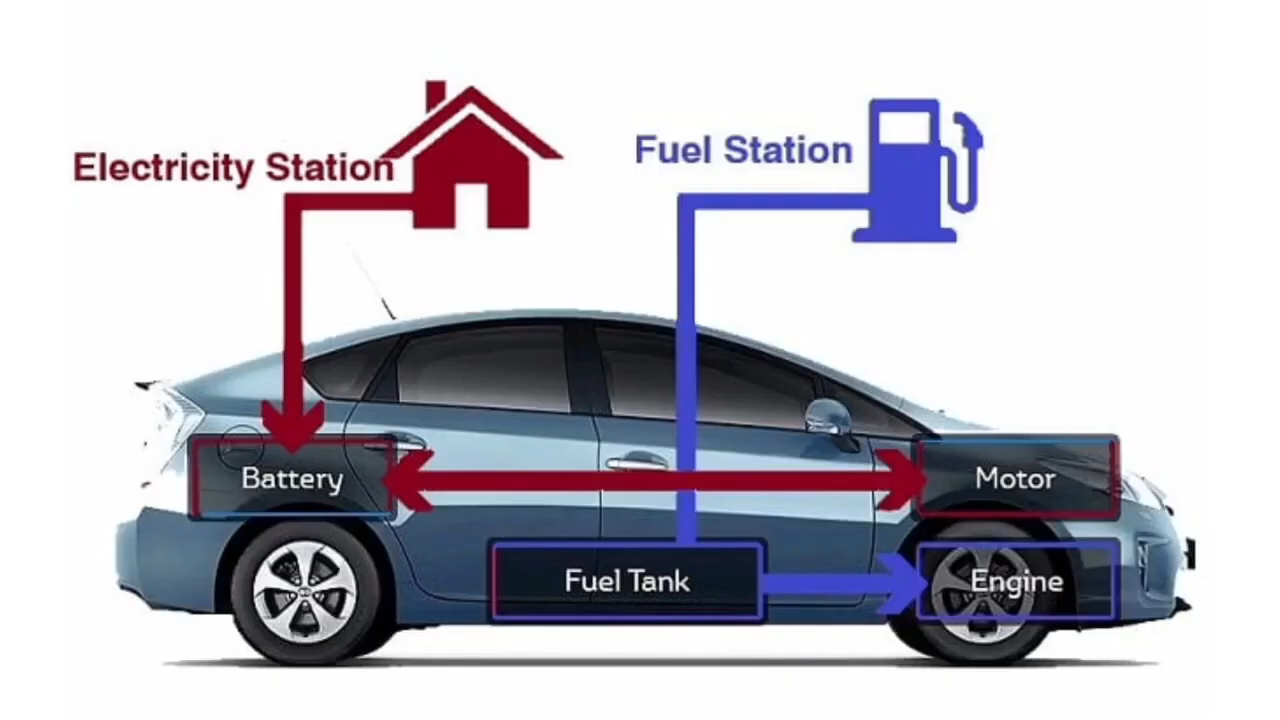 Electricity Station
Fuel Station
Battery
Motor
Fuel Tank
Engine